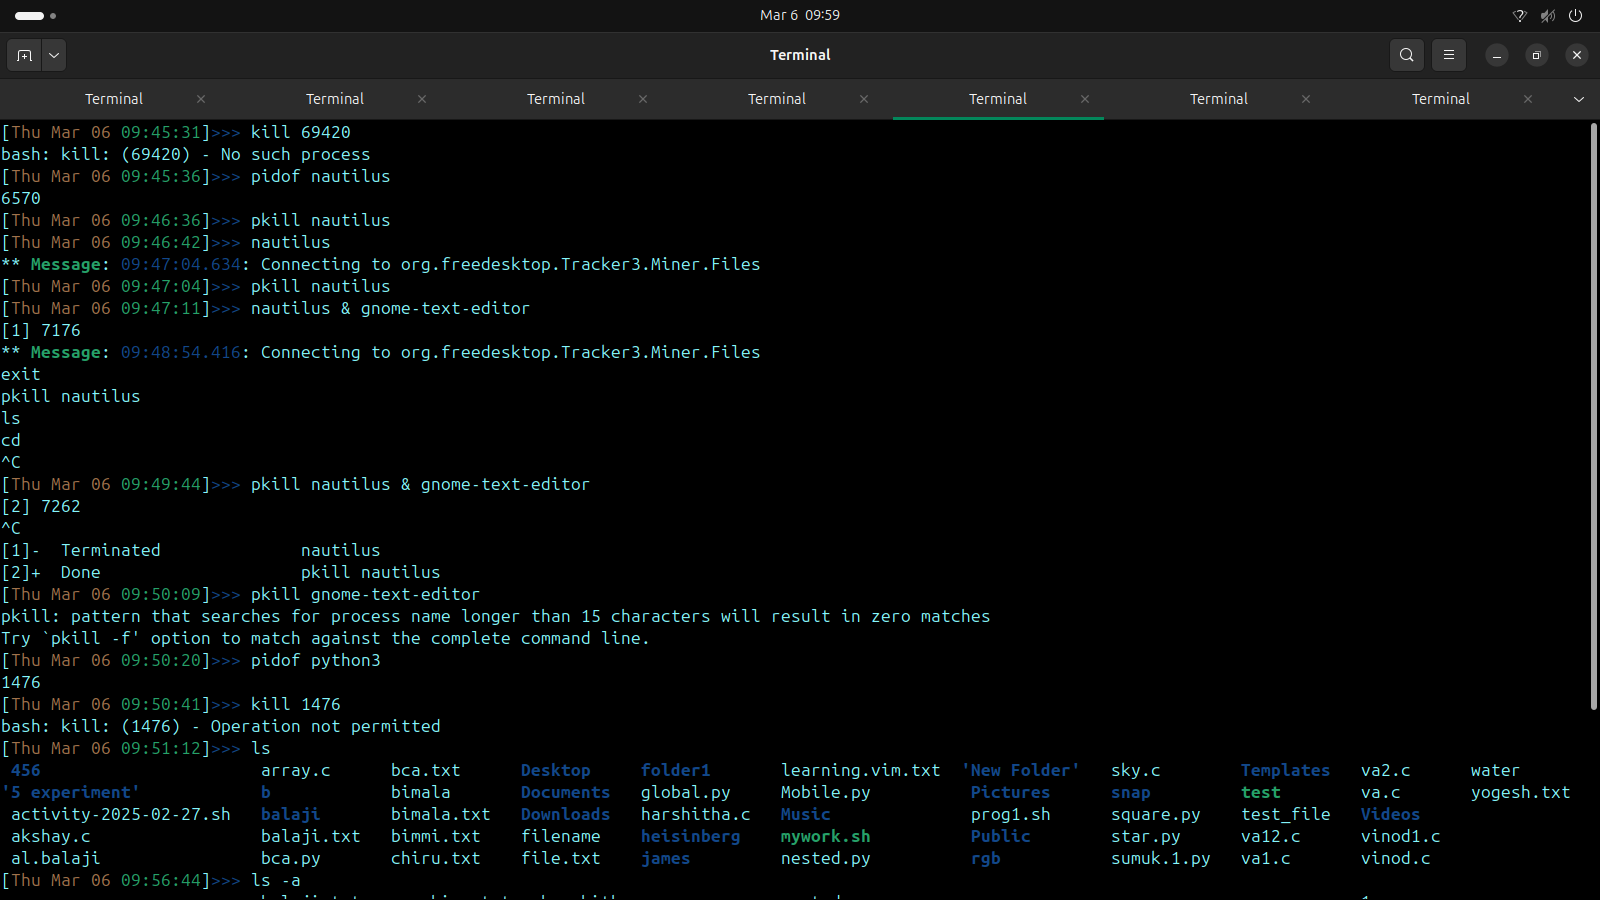 Mar 6 09:59
Terminal
Terminal Terminal Terminal Terminal Terminal Terminal Terminal
[Thu Mar 06 09:45:31]>>> kill 69420
bash: kill: (69420) - No such process
[Thu Mar 06 09:45:36]>>> pidof nautilus
6570
[Thu Mar 06 09:46:36]>>> pkill nautilus
[Thu Mar 06 09:46:42]>>> nautilus
** Message: 09:47:04.634: Connecting to org.freedesktop.Tracker3.Miner.Files
[Thu Mar 06 09:47:04]>>> pkill nautilus
[Thu Mar 06 09:47:11]>>> nautilus & gnome-text-editor
[1] 7176
** Message: 09:48:54.416: Connecting to org.freedesktop.Tracker3.Miner.Files
exit
pkill nautilus
ls
cd
^C
[Thu Mar 06 09:49:44]>>> pkill nautilus & gnome-text-editor
[2] 7262
^C
[1]-  Terminated              nautilus
[2]+  Done                    pkill nautilus
[Thu Mar 06 09:50:09]>>> pkill gnome-text-editor
pkill: pattern that searches for process name longer than 15 characters will result in zero matches
Try `pkill -f' option to match against the complete command line.
[Thu Mar 06 09:50:20]>>> pidof python3
1476
[Thu Mar 06 09:50:41]>>> kill 1476
bash: kill: (1476) - Operation not permitted
[Thu Mar 06 09:51:12]>>> ls
456 array.c bca.txt Desktop folder1 learning.vim.txt 'New Folder' sky.c Templates va2.c water
'5 experiment' b bimala Documents global.py Mobile.py Pictures snap test va.c yogesh.txt
activity-2025-02-27.sh balaji bimala.txt Downloads harshitha.c Music prog1.sh square.py test_file Videos
akshay.c balaji.txt bimmi.txt filename heisinberg mywork.sh Public star.py va12.c vinod1.c
al.balaji bca.py chiru.txt file.txt james nested.py rgb sumuk.1.py va1.c vinod.c
[Thu Mar 06 09:56:44]>>> ls -a